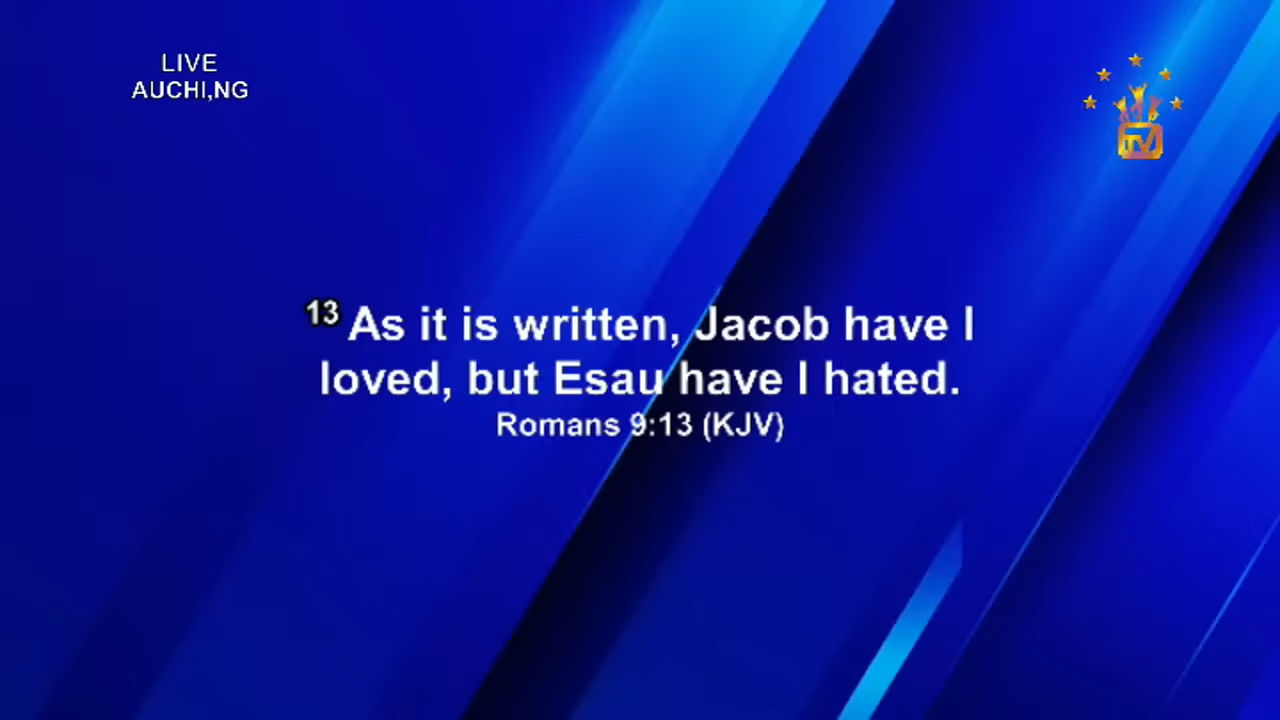 LIVE
AUCHI,NG
TV
13 As it is written, Jacob have I
loved, but Esau have I hated.
Romans 9:13 (KJV)